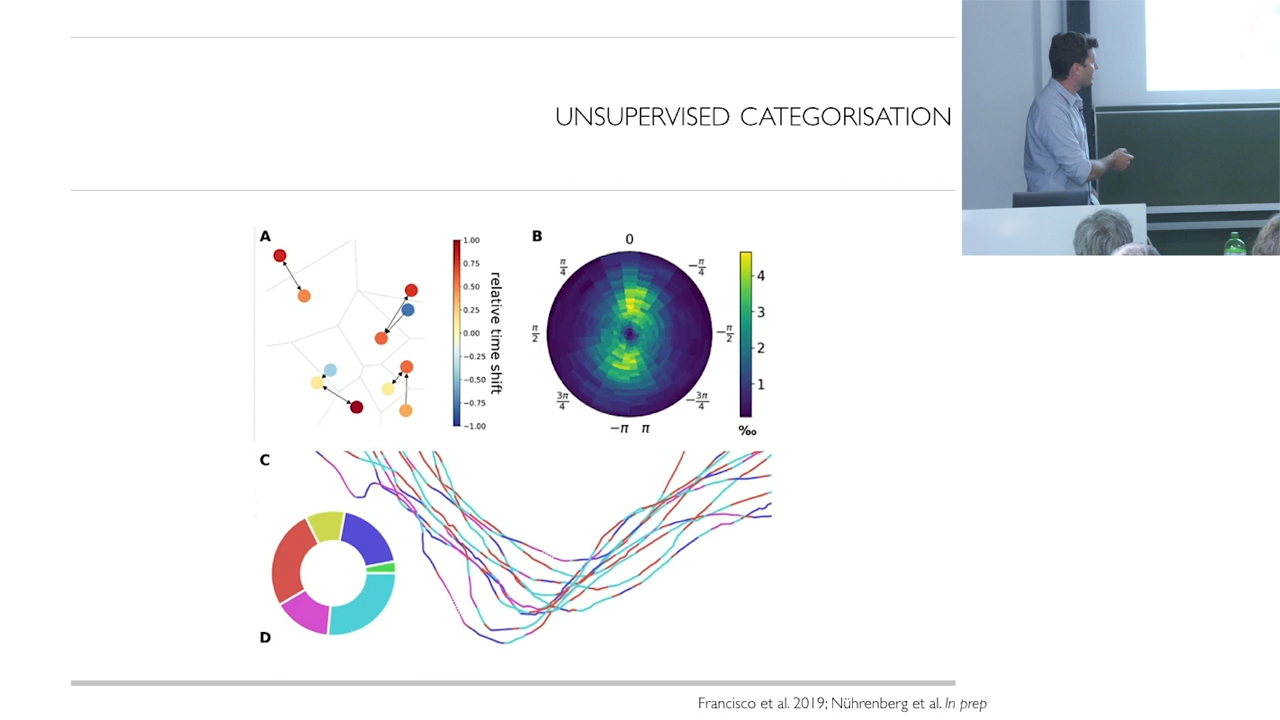 UNSUPERVISED CATEGORISATION
A
1.00
0.75
0.50
0.25
0.00
−0.25
−0.50
−0.75
−1.00
relative time shift
B
0
π/4
−π/4
π/2
−π/2
3π/4
−3π/4
−π π
4
3
2
1
‰
C
D
Francisco et al. 2019; Nührenberg et al. In prep